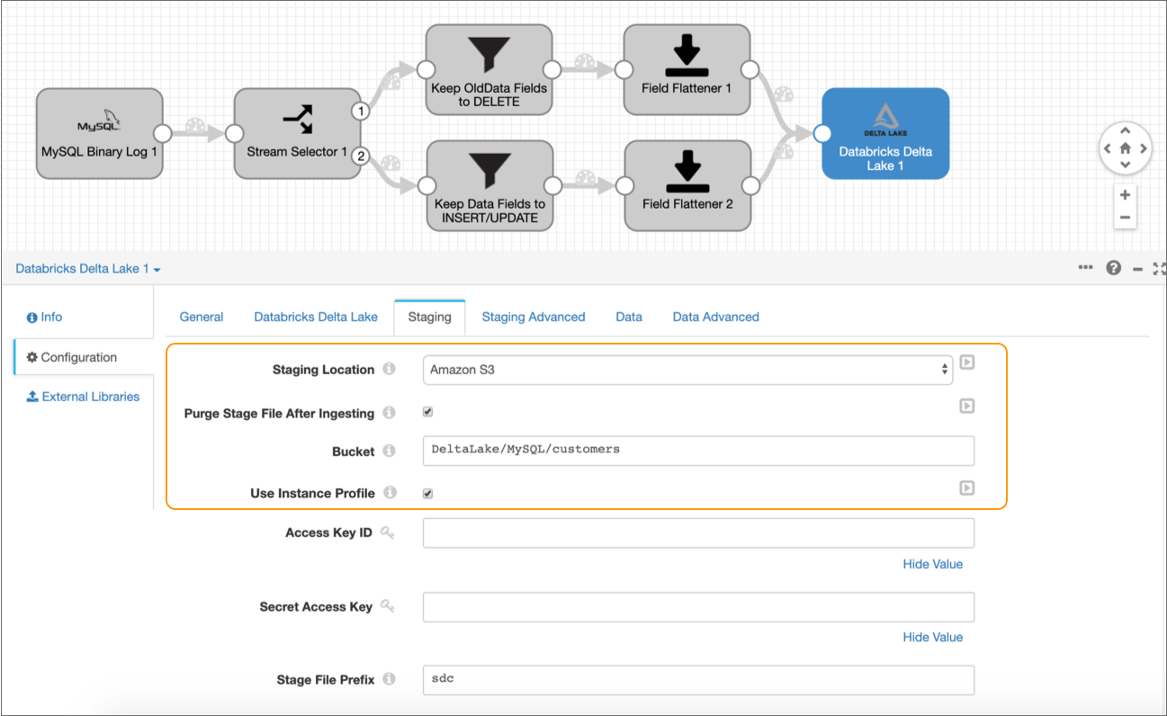 Keep OldData Fields
to DELETE
Field Flattener 1
MySQL
MySQL Binary Log 1
Stream Selector 1
1
2
DELTA LAKE
Databricks Delta
Lake 1
Keep Data Fields to
INSERT/UPDATE
Field Flattener 2
Databricks Delta Lake 1
Info
Configuration
External Libraries
General
Databricks Delta Lake
Staging
Staging Advanced
Data
Data Advanced
Staging Location
Amazon S3
Purge Stage File After Ingesting
Bucket
DeltaLake/MySQL/customers
Use Instance Profile
Access Key ID
Hide Value
Secret Access Key
Hide Value
Stage File Prefix
sdc